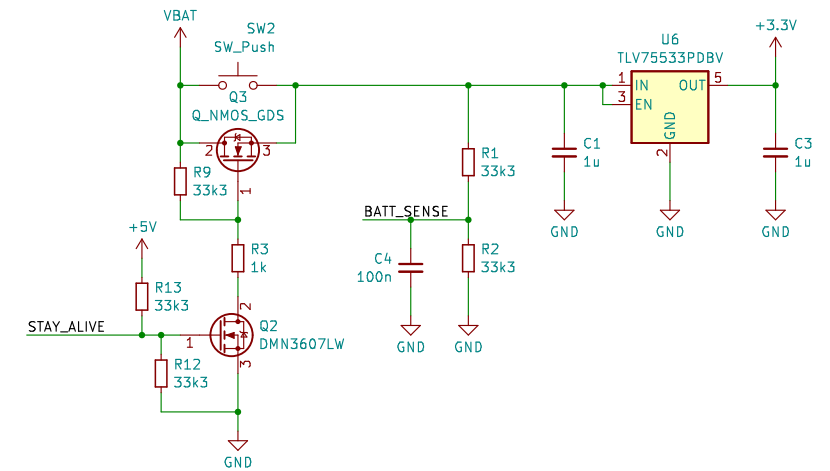 VBAT
SW2
SW_Push
Q3
Q_NMOS_GDS
2
3
1
R9
33k3
+5V
R3
1k
R13
33k3
STAY_ALIVE
1
2
Q2
DMN3607LW
3
R12
33k3
GND
BATT_SENSE
R1
33k3
R2
33k3
C4
100n
GND
GND
C1
1u
GND
U6
TLV75533PDBV
1
IN
OUT
5
3
EN
GND
2
GND
+3.3V
C3
1u
GND